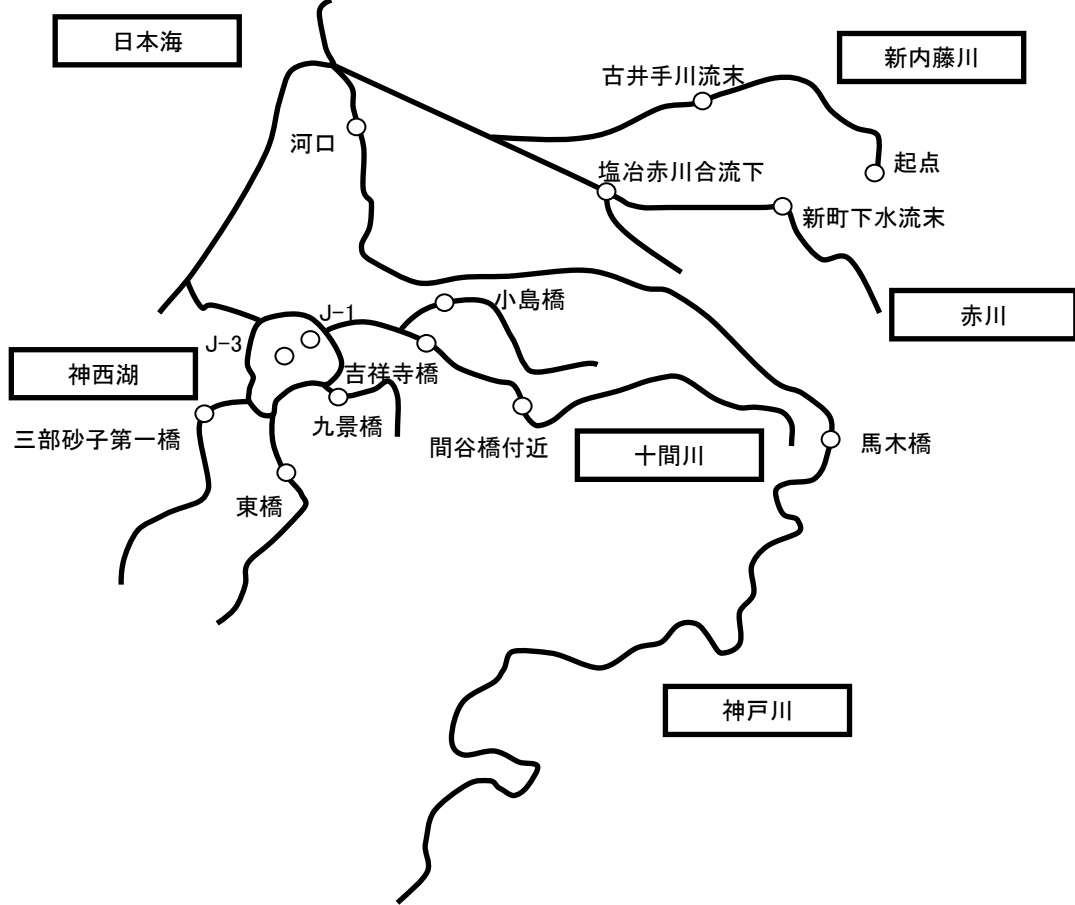 日本海
新内藤川
古井手川流末
河口
起点
塩冶赤川合流下
新町下水流末
小島橋
赤川
J-1
J-3
神西湖
吉祥寺橋
三部砂子第一橋
九景橋
間谷橋付近
十間川
馬木橋
東橋
神戸川